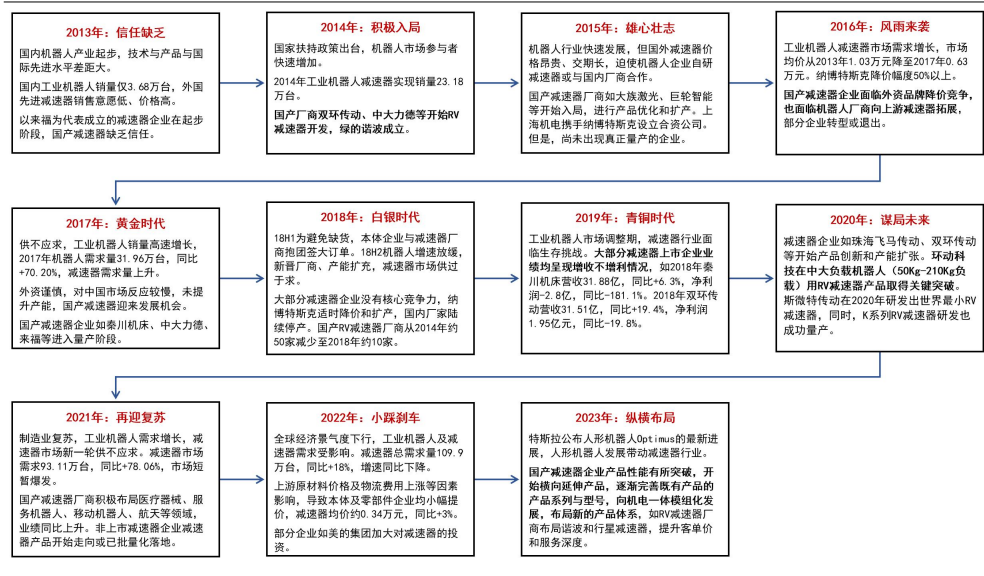 2013年：信任缺乏
国内机器人产业起步，技术与产品与国
际先进水平差距大。
国内工业机器人销量仅3.68万台，外国
先进减速器销售意愿低、价格高。
以来福为代表成立的减速器企业在起步
阶段，国产减速器缺乏信任。
2014年：积极入局
国家扶持政策出台，机器人市场参与者
快速增加。
2014年工业机器人减速器实现销量23.18
万台。
国产厂商双环传动、中大力德等开始RV
减速器开发，绿的谐波成立。
2015年：雄心壮志
机器人行业快速发展，但国外减速器价
格昂贵、交期长，迫使机器人企业自研
减速器或与国内厂商合作。
国产减速器厂商如大族激光、巨轮智能
等开始入局，进行产品优化和扩产。上
海机电携手纳博特斯克设立合资公司。
但是，尚未出现真正量产的企业。
2016年：风雨来袭
工业机器人减速器市场需求增长，市场
均价从2013年1.03万元降至2017年0.63
万元。纳博特斯克降价幅度50%以上。
国产减速器企业面临外资品牌降价竞争，
也面临机器人厂商向上游减速器拓展，
部分企业转型或退出。
2017年：黄金时代
供不应求，工业机器人销量高速增长，
2017年机器人需求量31.96万台，同比
+70.20%，减速器需求量上升。
外资谨慎，对中国市场反应较慢，未提
升产能，国产减速器迎来发展机会。
国产减速器企业如秦川机床、中大力德、
来福等进入量产阶段。
2018年：白银时代
18H1为避免缺货，本体企业与减速器厂
商抱团签大订单。18H2机器人增速放缓，
新晋厂商、产能扩充，减速器市场供过
于求。
大部分减速器企业没有核心竞争力，纳
博特斯克适时降价和扩产，国内厂家陆
续停产。国产RV减速器厂商从2014年约
50家减少至2018年约10家。
2019年：青铜时代
工业机器人市场调整期，减速器行业面
临生存挑战。大部分减速器上市企业业
绩均呈现增收不增利情况，如2018年秦
川机床营收31.88亿，同比+6.3%，净利
润-2.8亿，同比-181.1%。2018年双环传
动营收31.51亿，同比+19.4%，净利润
1.95亿元，同比-19.8%。
2020年：谋局未来
减速器企业如珠海飞马传动、双环传动
等开始产品创新和产能扩张。环动科
技在中大负载机器人（50Kg-210Kg负
载）用RV减速器产品取得关键突破。
斯微特传动在2020年研发出世界最小RV
减速器，同时，K系列RV减速器研发也
成功量产。
2021年：再迎复苏
制造业复苏，工业机器人需求增长，减
速器市场新一轮供不应求。减速器市场
需求93.11万台，同比+78.06%，市场短
暂爆发。
国产减速器厂商积极布局医疗器械、服
务机器人、移动机器人、航天等领域，
业绩同比上升。非上市减速器企业减速
器产品开始走向或已批量化落地。
2022年：小踩刹车
全球经济景气度下行，工业机器人及减
速器需求受影响。减速器总需求量109.9
万台，同比+18%，增速同比下降。
上游原材料价格及物流费用上涨等因素
影响，导致本体及零部件企业均小幅提
价，减速器均价约0.34万元，同比+3%。
部分企业如美的集团加大对减速器的投
资。
2023年：纵横布局
特斯拉公布人形机器人Optimus的最新进
展，人形机器人发展带动减速器行业。
国产减速器企业产品性能有所突破，开
始横向延伸产品，逐渐完善既有产品的
产品系列与型号，向机电一体模组化发
展，布局新的产品体系，如RV减速器厂
商布局谐波和行星减速器，提升客单价
和服务深度。